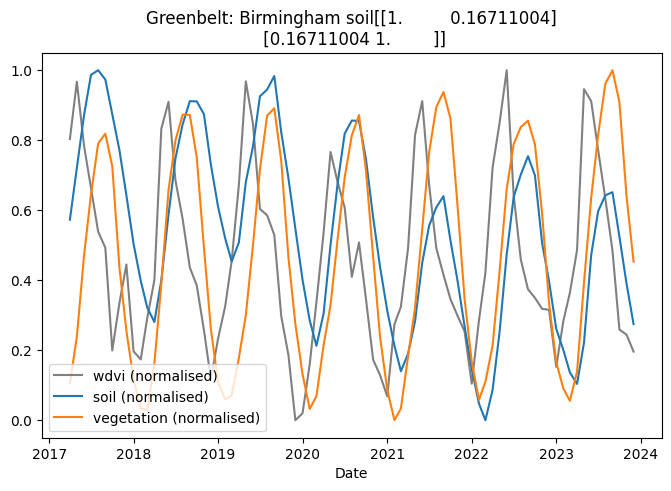 Greenbelt: Birmingham soil[[1.         0.16711004]
[0.16711004 1.        ]]
1.0
0.8
0.6
0.4
0.2
0.0
wdvi (normalised)
soil (normalised)
vegetation (normalised)
2017 2018 2019 2020 2021 2022 2023 2024
Date